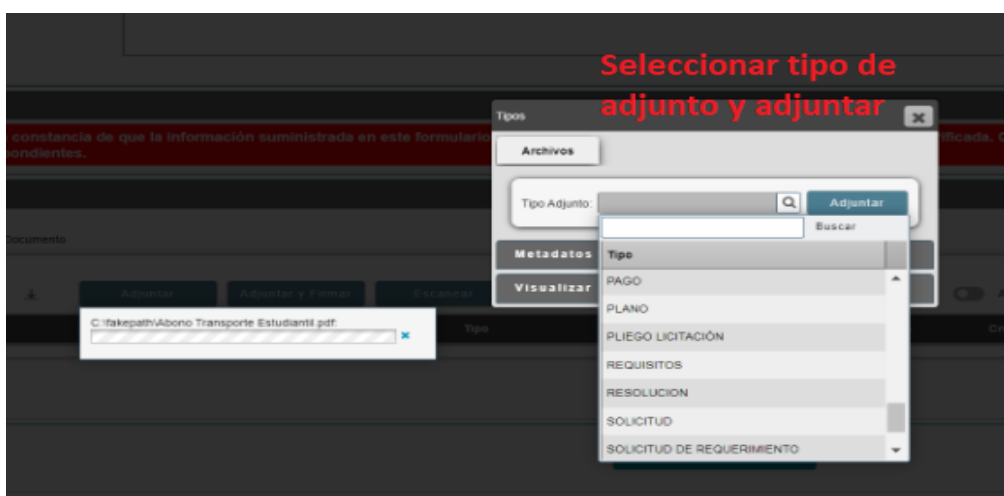 Seleccionar tipo de
adjunto y adjuntar
Tipos
constancia de que la información suministrada en este formulario
ificada.
pondientes.
Archivos
Tipo Adjunto:
Adjuntar
Buscar
Documento
Metadatos
Tipo
Visualizar
PAGO
Adjuntar
Adjuntar y Firmar
Escanear
PLANO
C:\fakepath\Abono Transporte Estudiantil.pdf:
Tipo
PLIEGO LICITACIÓN
REQUISITOS
RESOLUCION
SOLICITUD
SOLICITUD DE REQUERIMIENTO